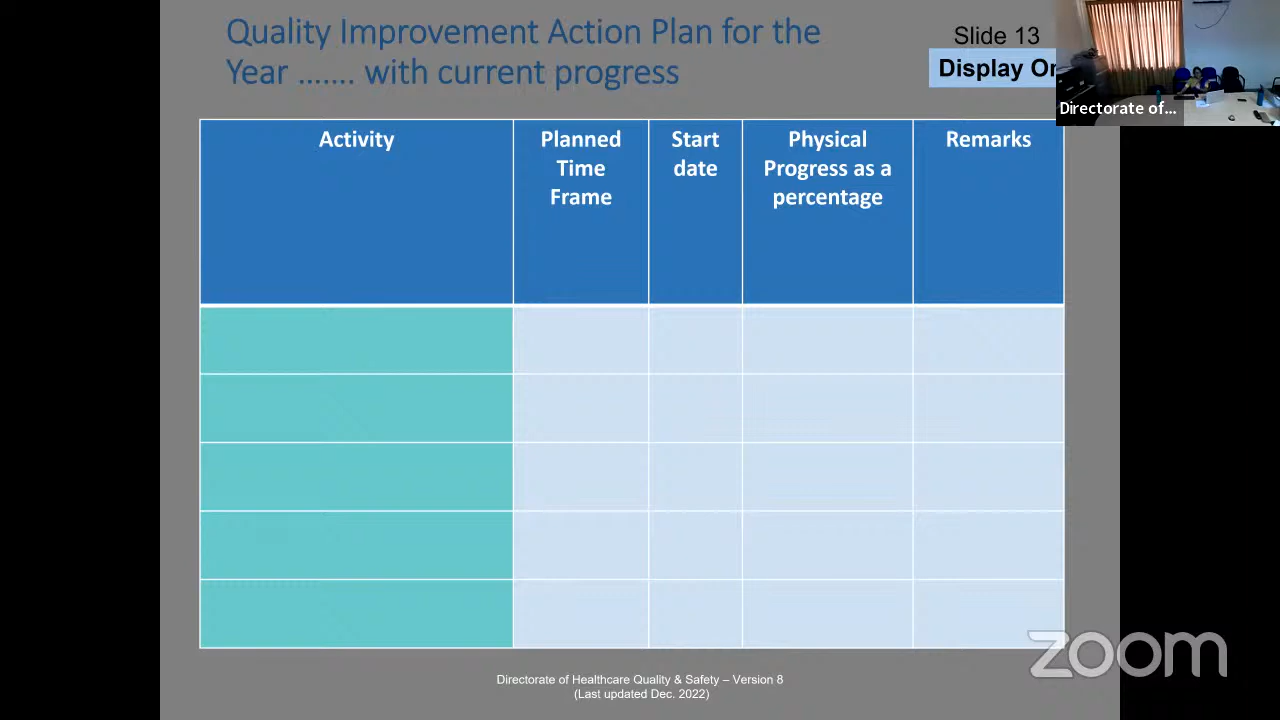 Quality Improvement Action Plan for the
Year ....... with current progress
Slide 13
Display
Directorate of...
Activity
Planned
Time
Frame
Start
date
Physical
Progress as a
percentage
Remarks
Directorate of Healthcare Quality & Safety – Version 8
(Last updated Dec. 2022)
zoom